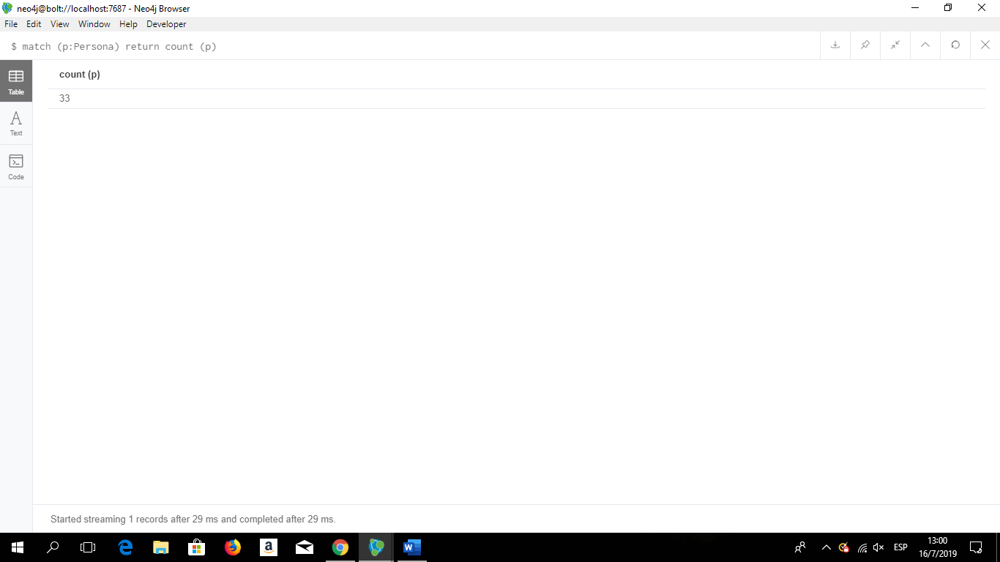 neo4j@bolt://localhost:7687 - Neo4j Browser
File Edit View Window Help Developer
$ match (p:Persona) return count (p)
Table
Text
Code
count (p)
33
Started streaming 1 records after 29 ms and completed after 29 ms.
ESP
13:00
16/7/2019